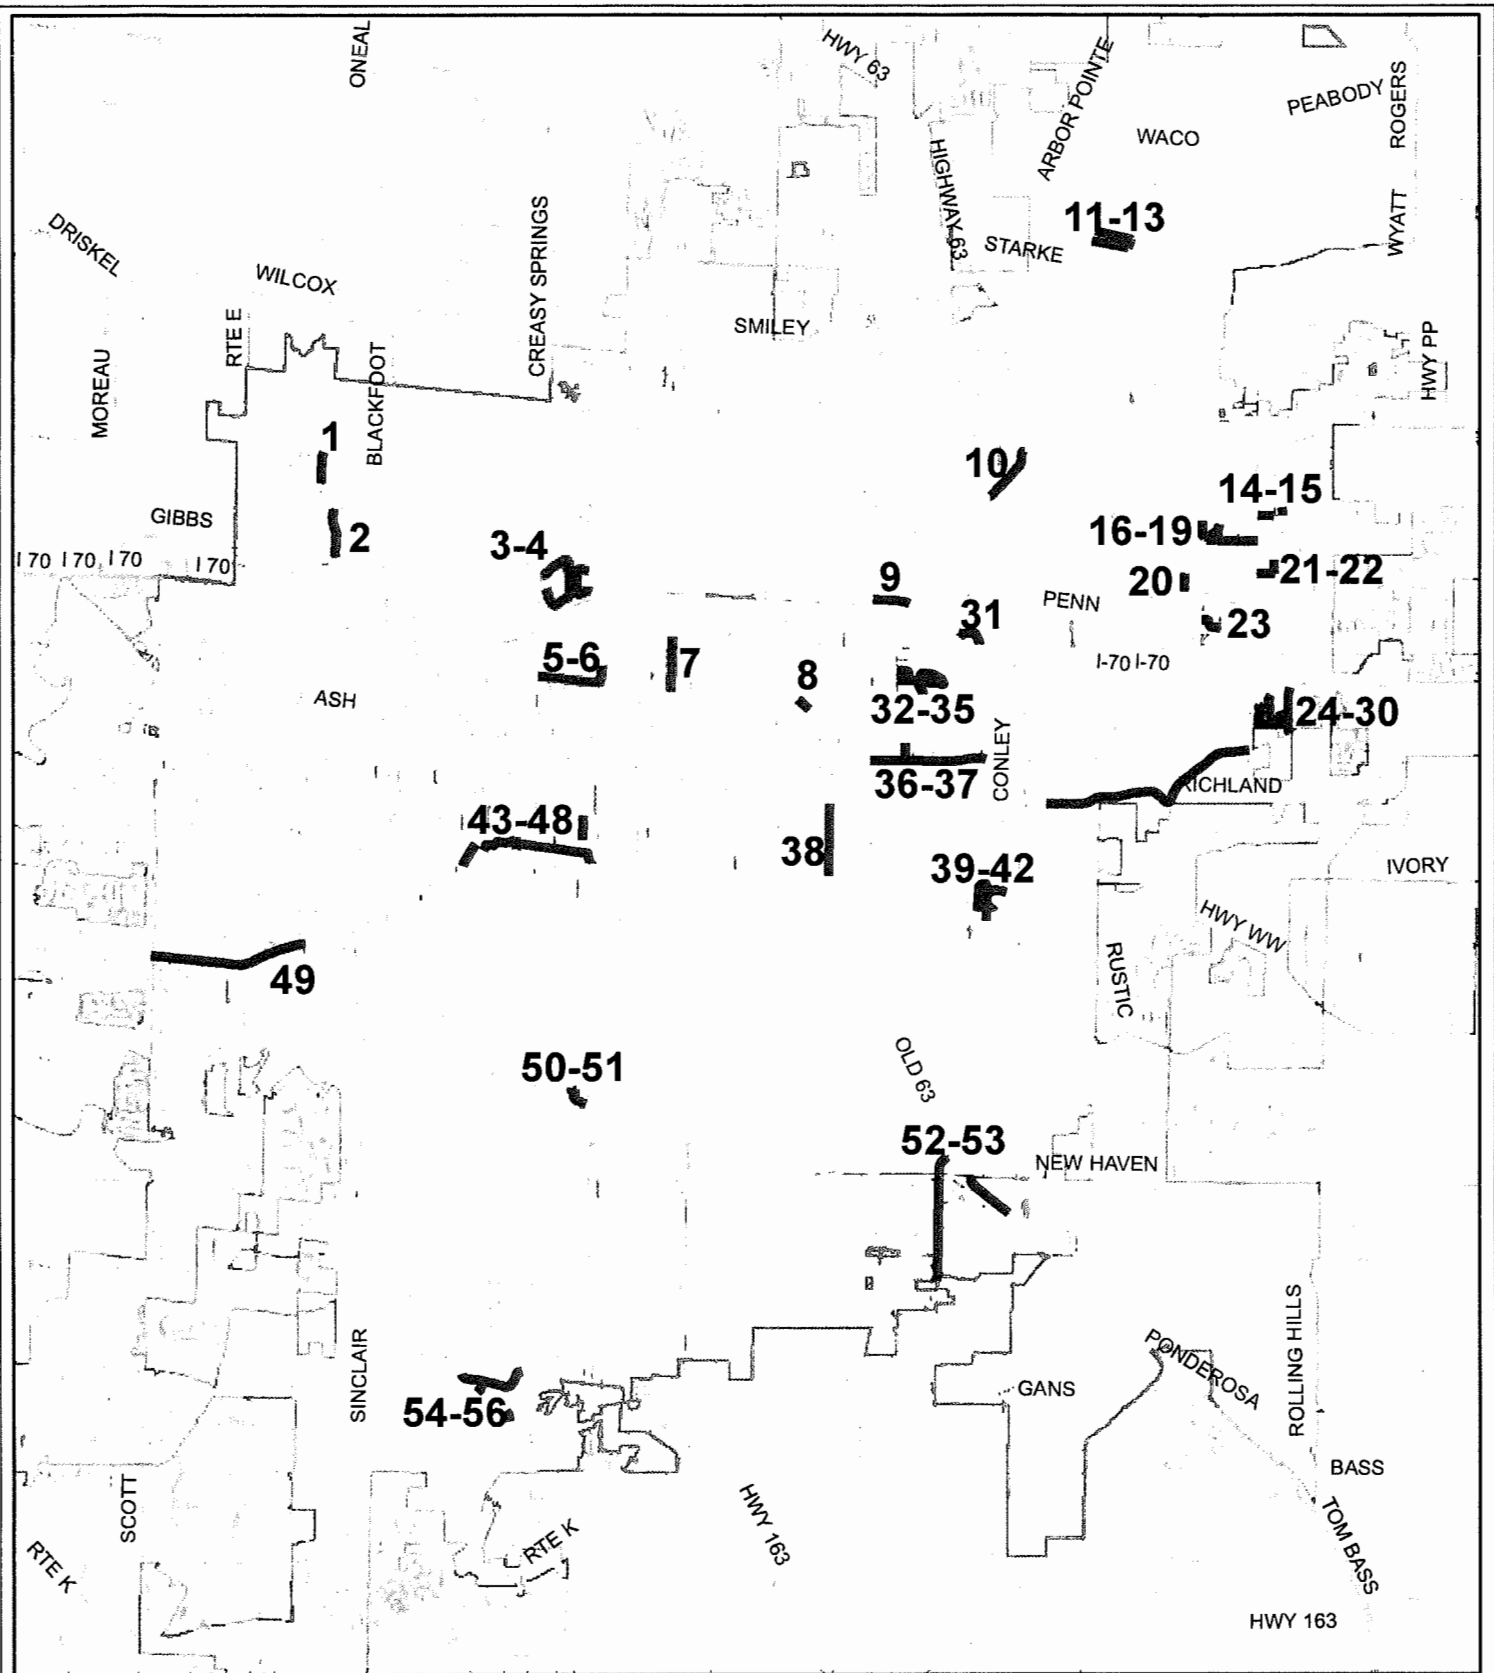 ONEAL
HWY 63
ARBOR POINTE
PEABODY
ROGERS
WACO
HIGHWAY 63
11-13
WYATT
STARKE
DRISKEL
WILCOX
CREASY SPRINGS
SMILEY
RTE E
MOREAU
BLACKFOOT
HWY PP
1
10
14-15
GIBBS
2
16-19
I 70 I 70 I 70 I 70
3-4
9
20
21-22
PENN
31
23
5-6
7
I-70 I-70
8
ASH
32-35
24-30
CONLEY
36-37
RICHLAND
43-48
38
39-42
IVORY
HWY WW
RUSTIC
49
50-51
OLD 63
52-53
NEW HAVEN
SINCLAIR
ROLLING HILLS
PONDEROSA
GANS
54-56
BASS
SCOTT
HWY 163
TOM BASS
RTE K
RTE K
HWY 163